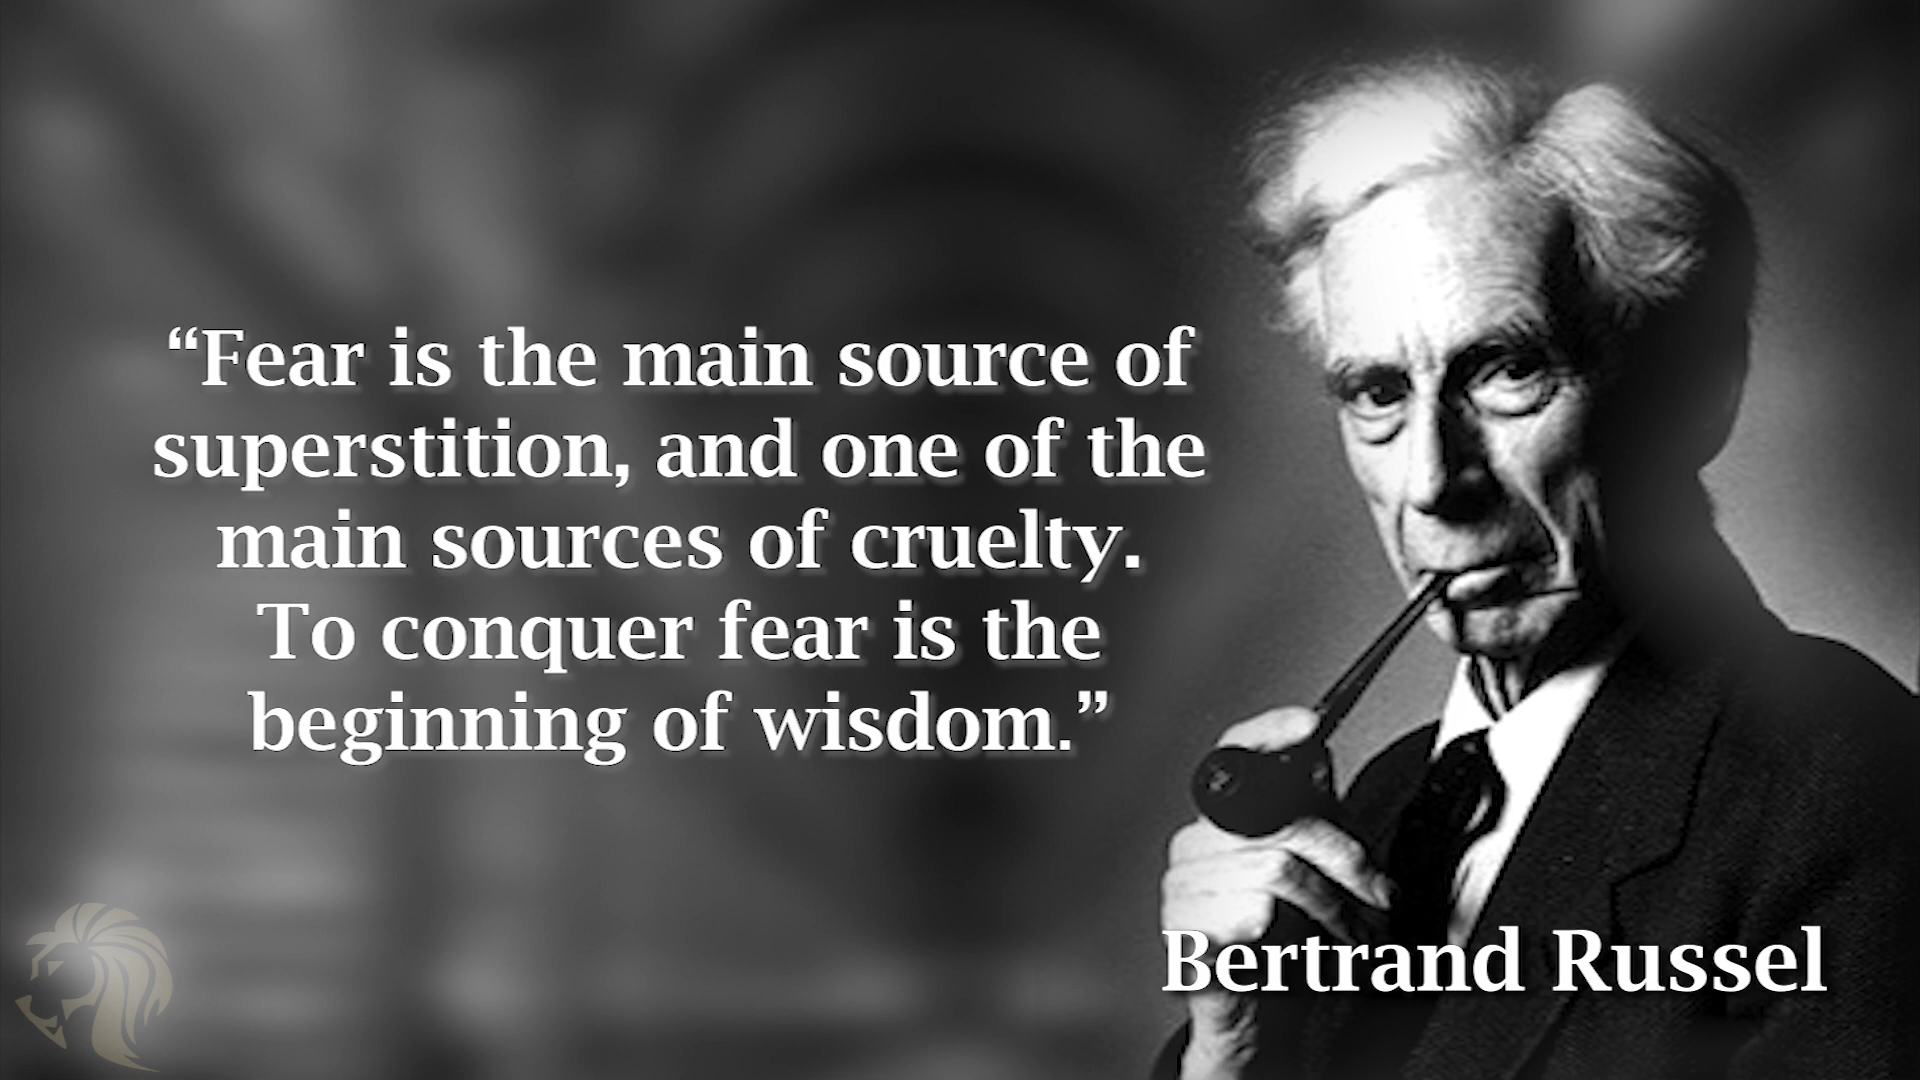 “Fear is the main source of
superstition, and one of the
main sources of cruelty.
To conquer fear is the
beginning of wisdom.”
Bertrand Russel